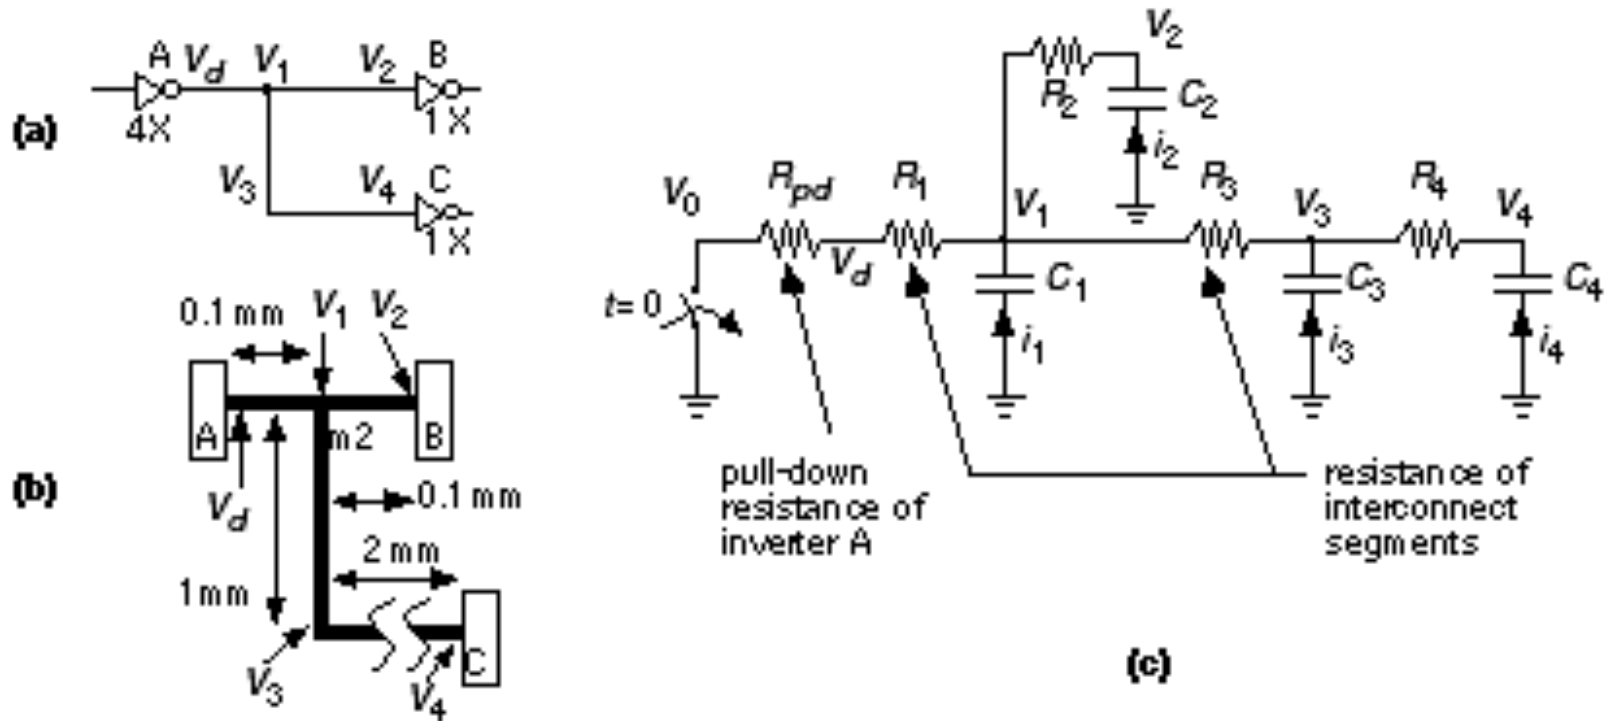 (a)
A
V_d
V_1
V_2
B
4X
1X
V_3
V_4
C
1X
(b)
0.1 mm
V_1
V_2
A
m2
B
V_d
0.1 mm
2 mm
1mm
V_3
V_4
C
(c)
V_2
R_2
C_2
i_2
V_0
R_pd
R_1
V_1
R_3
V_3
R_4
V_4
V_d
C_1
C_3
C_4
t= 0
i_1
i_3
i_4
pull-down
resistance of
inverter A
resistance of
interconnect
segments